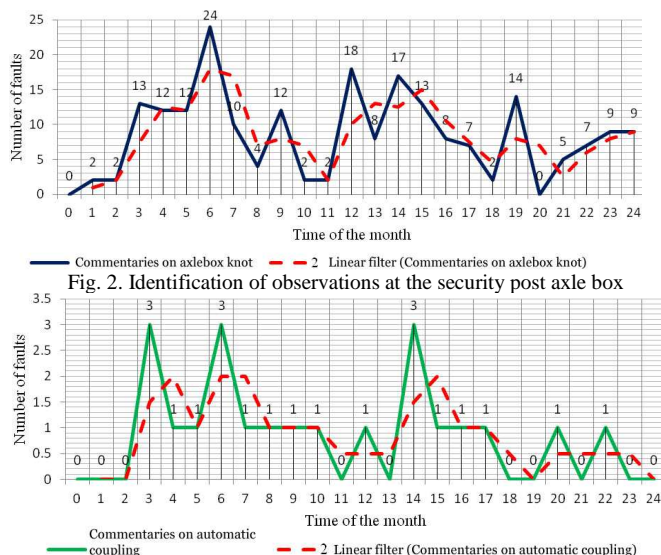 Number of faults
25
20
15
10
5
0
0 2 2 13 12 12 24 10 4 12 2 2 18 8 17 13 8 7 2 14 0 5 7 9 9
0 1 2 3 4 5 6 7 8 9 10 11 12 13 14 15 16 17 18 19 20 21 22 23 24
Time of the month
Commentaries on axlebox knot
2 Linear filter (Commentaries on axlebox knot)
Fig. 2. Identification of observations at the security post axle box
Number of faults
3.5
3
2.5
2
1.5
1
0.5
0
0 0 0 3 1 1 3 1 1 1 1 0 1 0 3 1 1 1 0 0 1 0 1 0 0
0 1 2 3 4 5 6 7 8 9 10 11 12 13 14 15 16 17 18 19 20 21 22 23 24
Time of the month
Commentaries on automatic
coupling
2 Linear filter (Commentaries on automatic coupling)